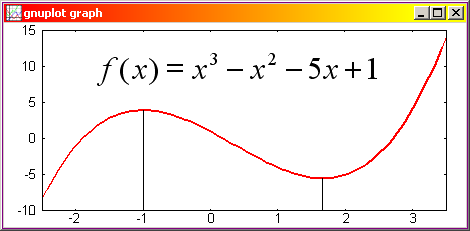 gnuplot graph
f(x) = x³ − x² − 5x + 1
15
10
5
0
-5
-10
-2 -1 0 1 2 3